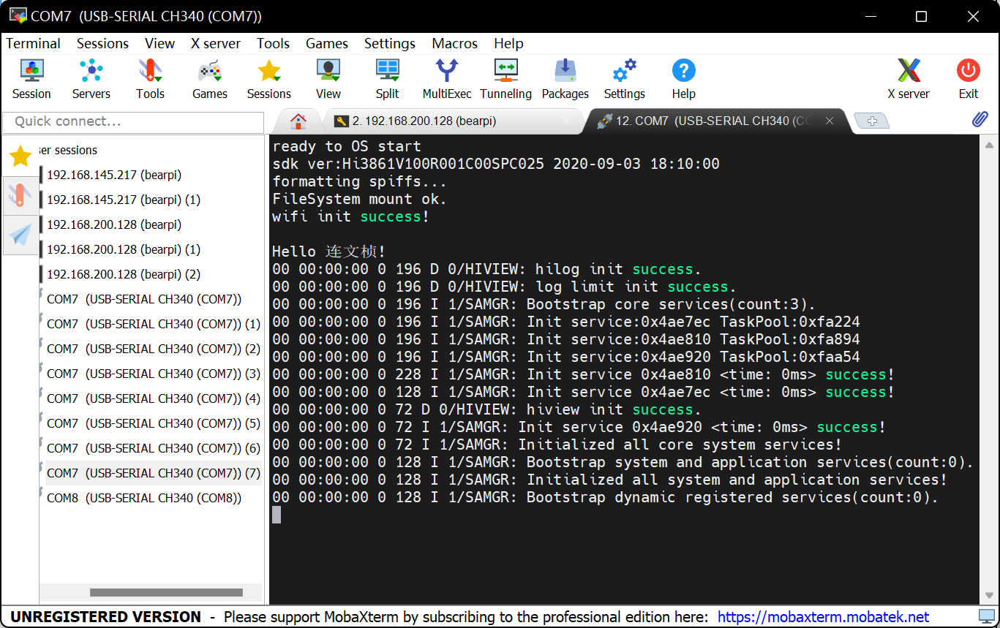 COM7  (USB-SERIAL CH340 (COM7))
Terminal Sessions View X server Tools Games Settings Macros Help
Session Servers Tools Games Sessions View Split MultiExec Tunneling Packages Settings Help X server Exit
Quick connect...
2. 192.168.200.128 (bearpi)
12. COM7  (USB-SERIAL CH340 (CO
ser sessions
192.168.145.217 (bearpi)
192.168.145.217 (bearpi) (1)
192.168.200.128 (bearpi)
192.168.200.128 (bearpi) (1)
192.168.200.128 (bearpi) (2)
COM7  (USB-SERIAL CH340 (COM7))
COM7  (USB-SERIAL CH340 (COM7)) (1)
COM7  (USB-SERIAL CH340 (COM7)) (2)
COM7  (USB-SERIAL CH340 (COM7)) (3)
COM7  (USB-SERIAL CH340 (COM7)) (4)
COM7  (USB-SERIAL CH340 (COM7)) (5)
COM7  (USB-SERIAL CH340 (COM7)) (6)
COM7  (USB-SERIAL CH340 (COM7)) (7)
COM8  (USB-SERIAL CH340 (COM8))
ready to OS start
sdk ver:Hi3861V100R001C00SPC025 2020-09-03 18:10:00
formatting spiffs...
FileSystem mount ok.
wifi init success!
Hello 连文桢!
00 00:00:00 0 196 D 0/HIVIEW: hilog init success.
00 00:00:00 0 196 D 0/HIVIEW: log limit init success.
00 00:00:00 0 196 I 1/SAMGR: Bootstrap core services(count:3).
00 00:00:00 0 196 I 1/SAMGR: Init service:0x4ae7ec TaskPool:0xfa224
00 00:00:00 0 196 I 1/SAMGR: Init service:0x4ae810 TaskPool:0xfa894
00 00:00:00 0 196 I 1/SAMGR: Init service:0x4ae920 TaskPool:0xfaa54
00 00:00:00 0 228 I 1/SAMGR: Init service 0x4ae810 <time: 0ms> success!
00 00:00:00 0 128 I 1/SAMGR: Init service 0x4ae7ec <time: 0ms> success!
00 00:00:00 0 72 D 0/HIVIEW: hiview init success.
00 00:00:00 0 72 I 1/SAMGR: Init service 0x4ae920 <time: 0ms> success!
00 00:00:00 0 72 I 1/SAMGR: Initialized all core system services!
00 00:00:00 0 128 I 1/SAMGR: Bootstrap system and application services(count:0).
00 00:00:00 0 128 I 1/SAMGR: Initialized all system and application services!
00 00:00:00 0 128 I 1/SAMGR: Bootstrap dynamic registered services(count:0).
UNREGISTERED VERSION  -  Please support MobaXterm by subscribing to the professional edition here:  https://mobaxterm.mobatek.net